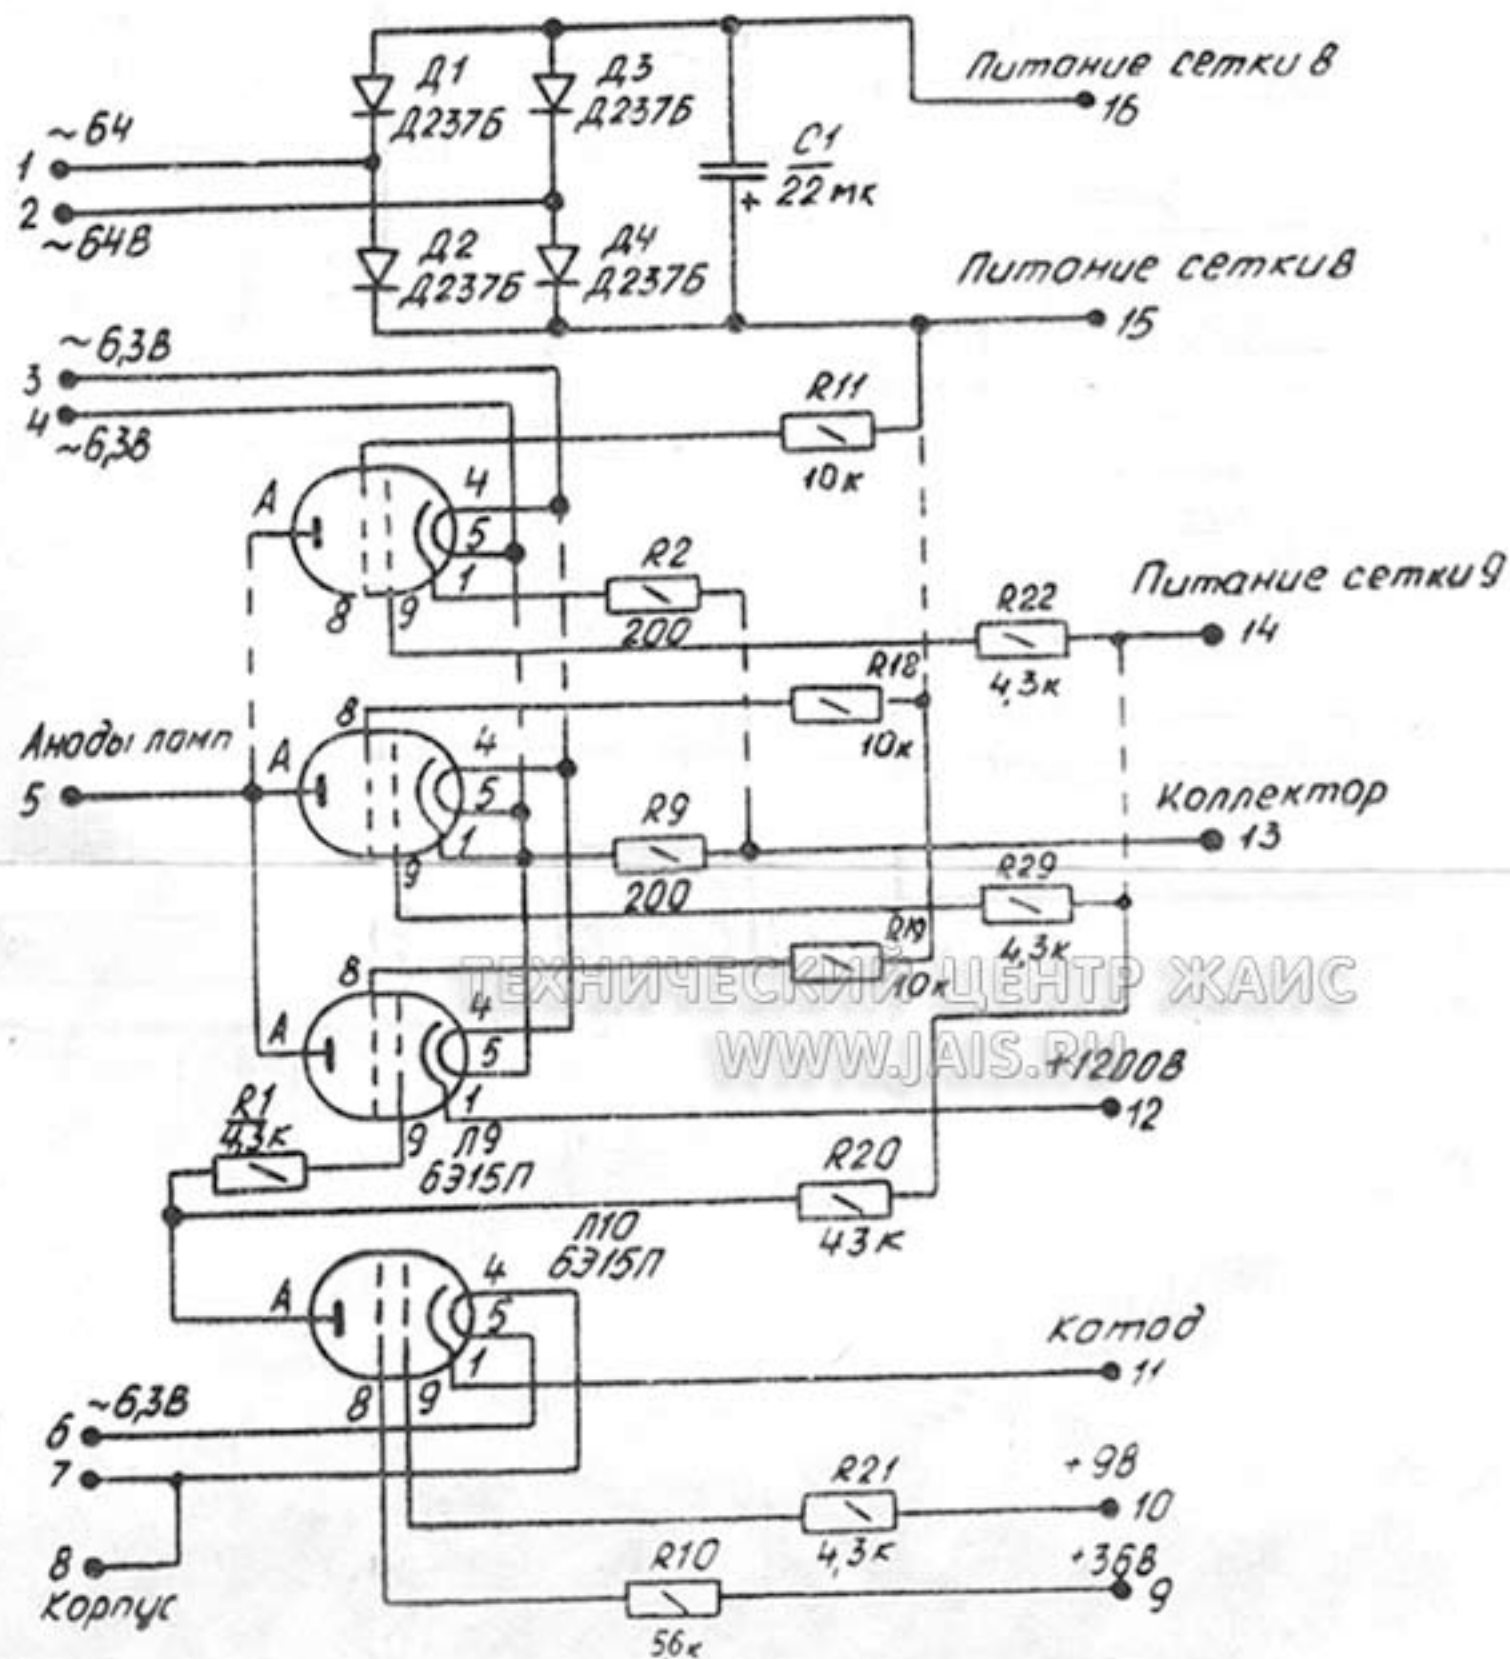 Д1
Д237Б
Д3
Д237Б
Питание сетки 8
16
~64
1
2
~64В
С1
22 мк
+
Д2
Д237Б
Д4
Д237Б
Питание сетки 8
15
~6,3В
3
4
~6,3В
R11
10к
А
4
5
1
8
9
R2
200
Питание сетки 9
R22
14
4,3к
R18
10к
8
Аноды ламп
5
А
4
5
1
9
R9
200
Коллектор
13
R29
4,3к
R19
10к
ТЕХНИЧЕСКИЙ ЦЕНТР ЖАИС
WWW.JAIS.RU
8
А
4
5
1
9
+1200В
12
R1
4,3к
Л9
6Э15П
R20
43к
Л10
6Э15П
А
4
5
1
8
9
Катод
11
~6,3В
6
7
8
Корпус
R21
4,3к
+9В
10
R10
56к
+36В
9